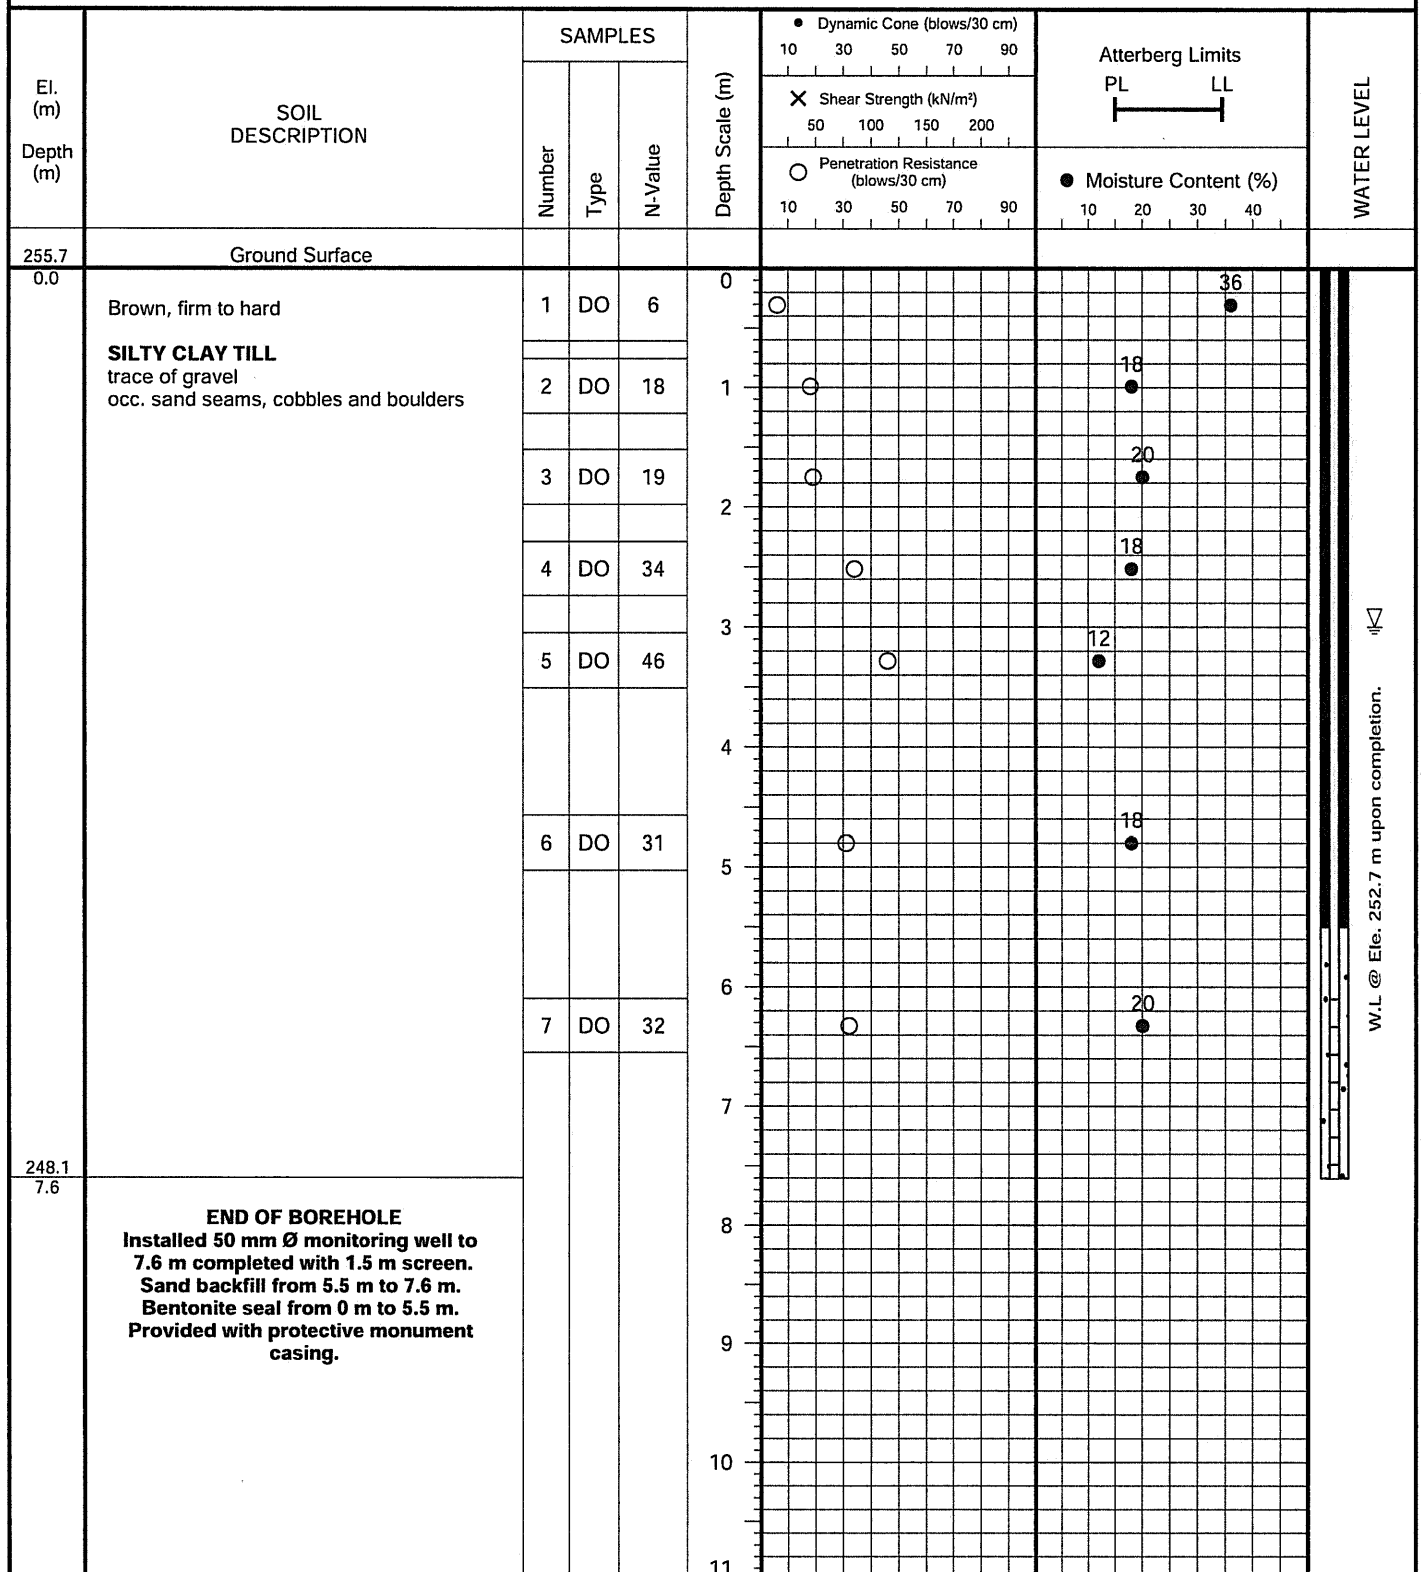 El.
(m)
Depth
(m)
SOIL
DESCRIPTION
SAMPLES
Number
Type
N-Value
Depth Scale (m)
Dynamic Cone (blows/30 cm)
10 30 50 70 90
Shear Strength (kN/m²)
50 100 150 200
Penetration Resistance
(blows/30 cm)
10 30 50 70 90
Atterberg Limits
PL LL
Moisture Content (%)
10 20 30 40
WATER LEVEL
255.7
Ground Surface
0.0
0
36
Brown, firm to hard
1 DO 6
SILTY CLAY TILL
trace of gravel
occ. sand seams, cobbles and boulders
18
2 DO 18
1
20
3 DO 19
2
18
4 DO 34
3
12
5 DO 46
4
18
6 DO 31
5
6
20
7 DO 32
7
W.L @ Ele. 252.7 m upon completion.
248.1
7.6
END OF BOREHOLE
Installed 50 mm Ø monitoring well to
7.6 m completed with 1.5 m screen.
Sand backfill from 5.5 m to 7.6 m.
Bentonite seal from 0 m to 5.5 m.
Provided with protective monument
casing.
8
9
10
11